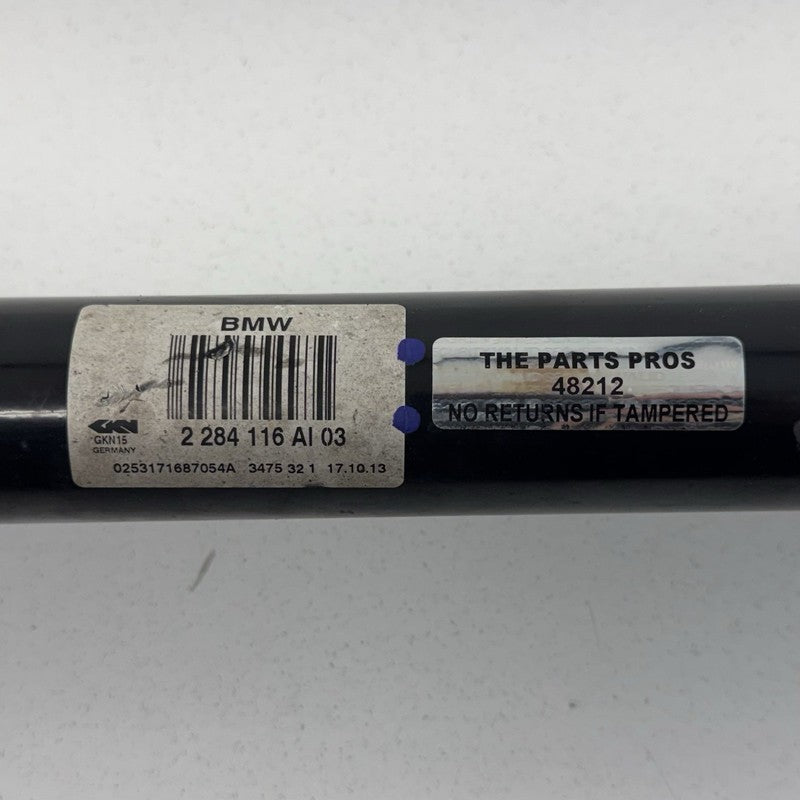 BMW
GKN
GKN15
GERMANY
2 284 116 AI 03
0253171687054A 3475 32 1 17.10.13
THE PARTS PROS
48212
NO RETURNS IF TAMPERED